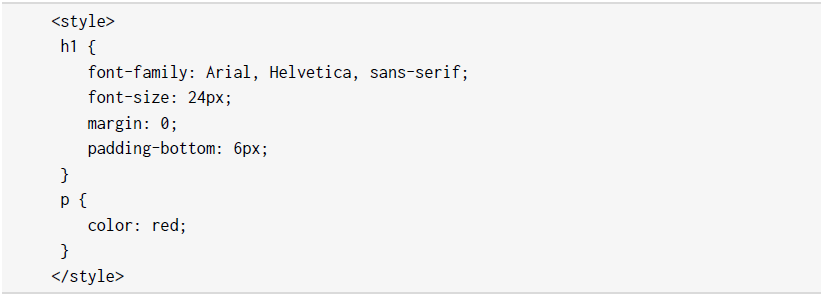 <style>
h1 {
font-family: Arial, Helvetica, sans-serif;
font-size: 24px;
margin: 0;
padding-bottom: 6px;
}
p {
color: red;
}
</style>